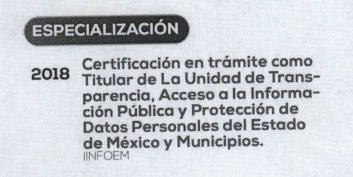 ESPECIALIZACIÓN
2018 Certificación en trámite como
Titular de La Unidad de Trans-
parencia, Acceso a la Informa-
ción Pública y Protección de
Datos Personales del Estado
de México y Municipios.
IINFOEM